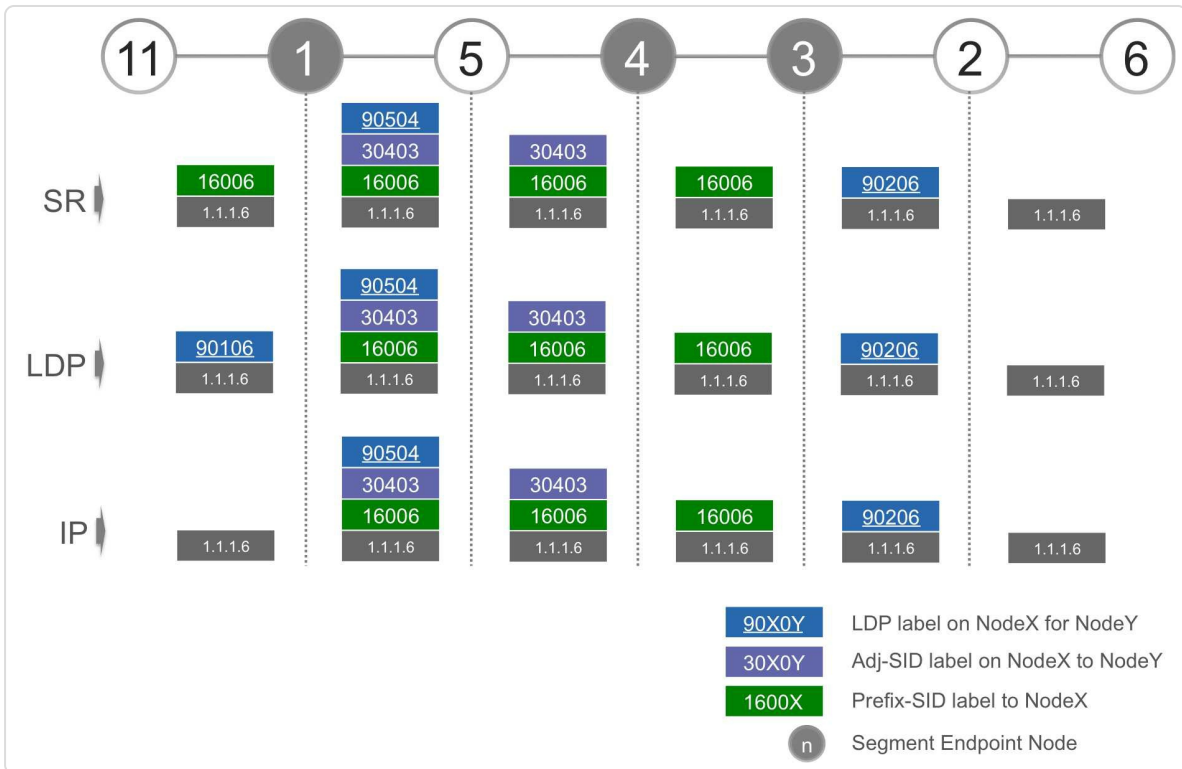 11 1 5 4 3 2 6
90504
30403 30403
SR 16006 16006 16006 16006 90206
1.1.1.6 1.1.1.6 1.1.1.6 1.1.1.6 1.1.1.6 1.1.1.6
90504
30403 30403
LDP 90106 16006 16006 16006 90206
1.1.1.6 1.1.1.6 1.1.1.6 1.1.1.6 1.1.1.6 1.1.1.6
90504
30403 30403
16006 16006 16006 90206
IP 1.1.1.6 1.1.1.6 1.1.1.6 1.1.1.6 1.1.1.6 1.1.1.6
90X0Y LDP label on NodeX for NodeY
30X0Y Adj-SID label on NodeX to NodeY
1600X Prefix-SID label to NodeX
n Segment Endpoint Node